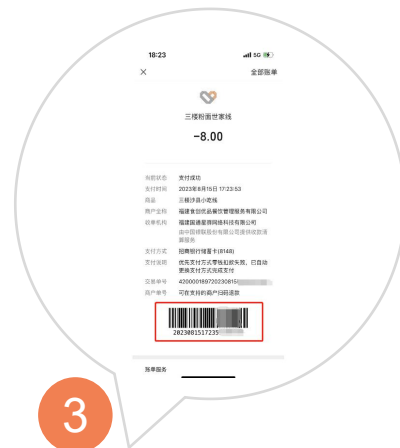 18:23
5G
全部账单
三楼粉面世家线
-8.00
当前状态 支付成功
支付时间 2023年8月15日 17:23:53
商品 三楼沙县小吃线
商户全称 福建食创优品餐饮管理服务有限公司
收单机构 福建国通星驿网络科技有限公司
由中国银联股份有限公司提供收款清算服务
支付方式 招商银行储蓄卡(8148)
支付说明 优先支付方式零钱扣款失败，已自动
更换支付方式完成支付
交易单号 420000189720230815
商户单号 可在支持的商户扫码退款
2023081517235
账单服务
3